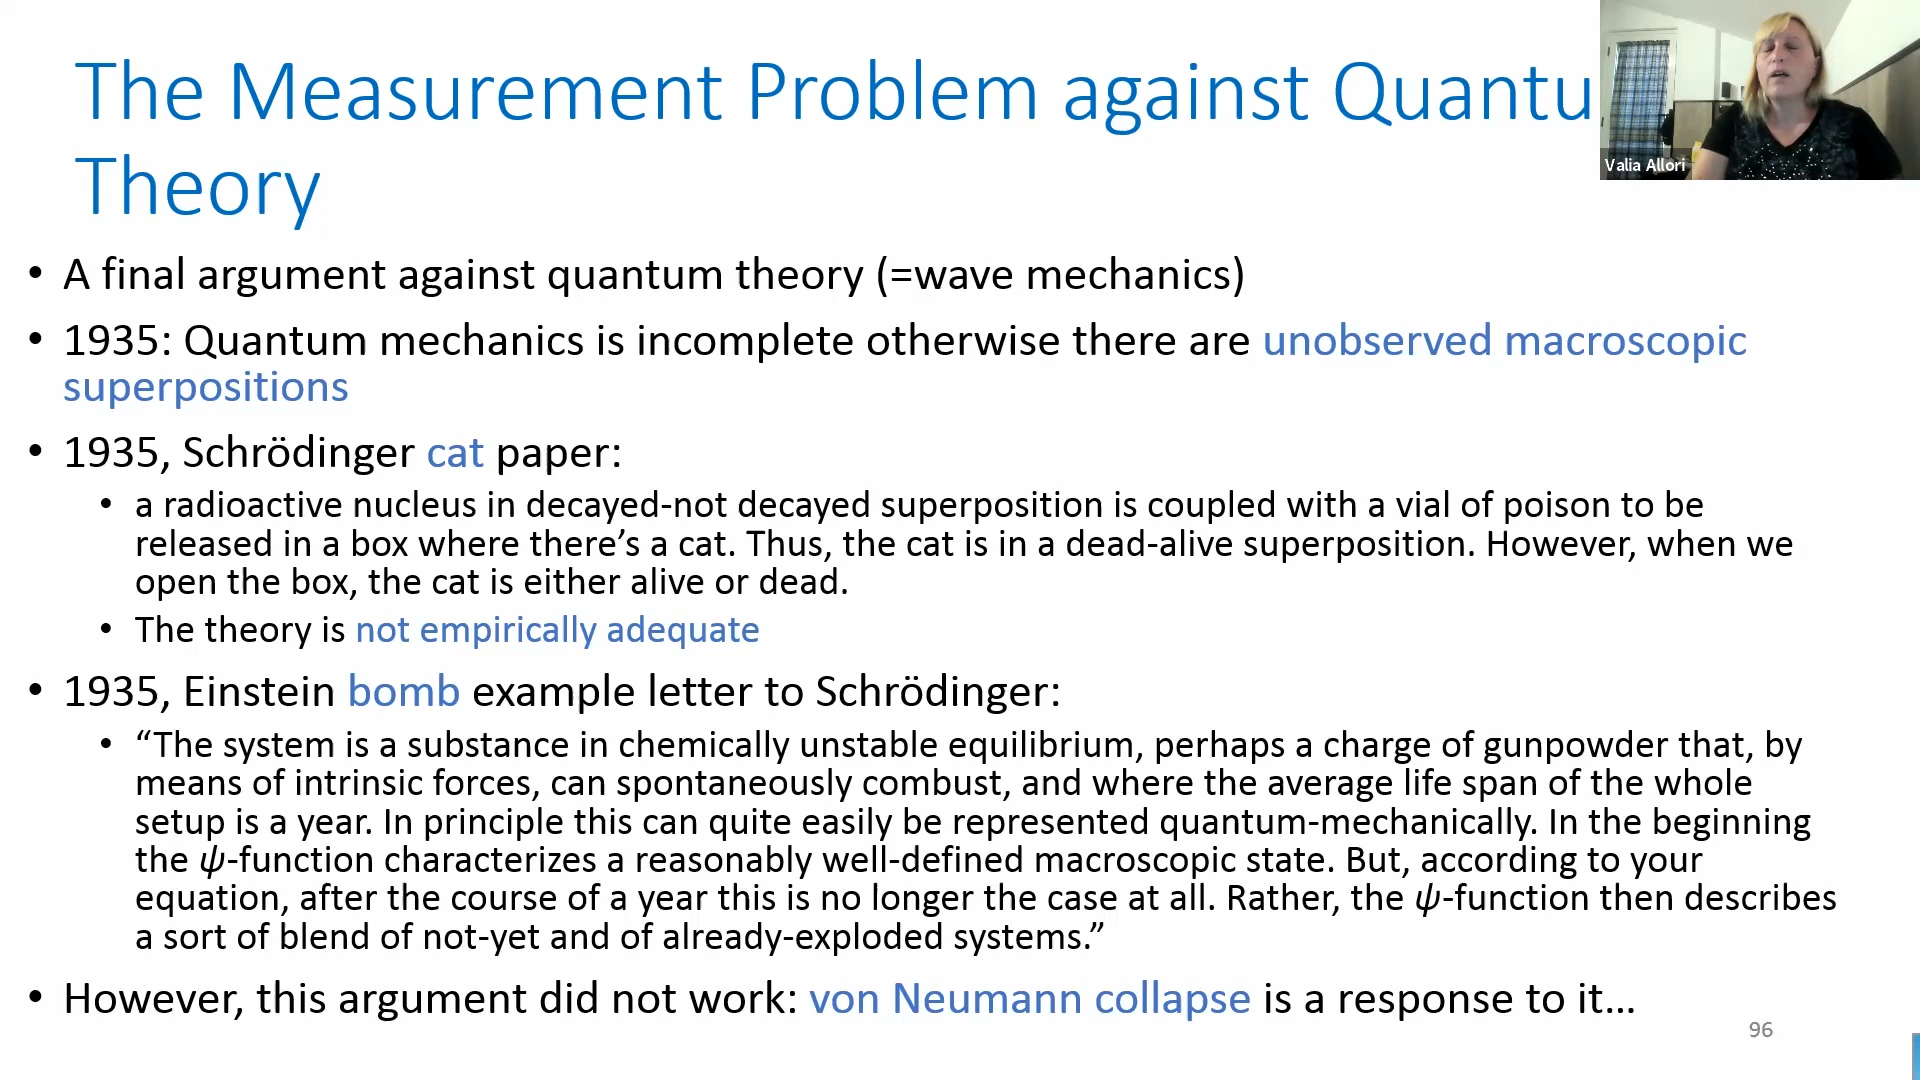 The Measurement Problem against Quantu
Theory
Valia Allori
• A final argument against quantum theory (=wave mechanics)
• 1935: Quantum mechanics is incomplete otherwise there are unobserved macroscopic
superpositions
• 1935, Schrödinger cat paper:
• a radioactive nucleus in decayed-not decayed superposition is coupled with a vial of poison to be
released in a box where there’s a cat. Thus, the cat is in a dead-alive superposition. However, when we
open the box, the cat is either alive or dead.
• The theory is not empirically adequate
• 1935, Einstein bomb example letter to Schrödinger:
• “The system is a substance in chemically unstable equilibrium, perhaps a charge of gunpowder that, by
means of intrinsic forces, can spontaneously combust, and where the average life span of the whole
setup is a year. In principle this can quite easily be represented quantum-mechanically. In the beginning
the ψ-function characterizes a reasonably well-defined macroscopic state. But, according to your
equation, after the course of a year this is no longer the case at all. Rather, the ψ-function then describes
a sort of blend of not-yet and of already-exploded systems.”
• However, this argument did not work: von Neumann collapse is a response to it…
96